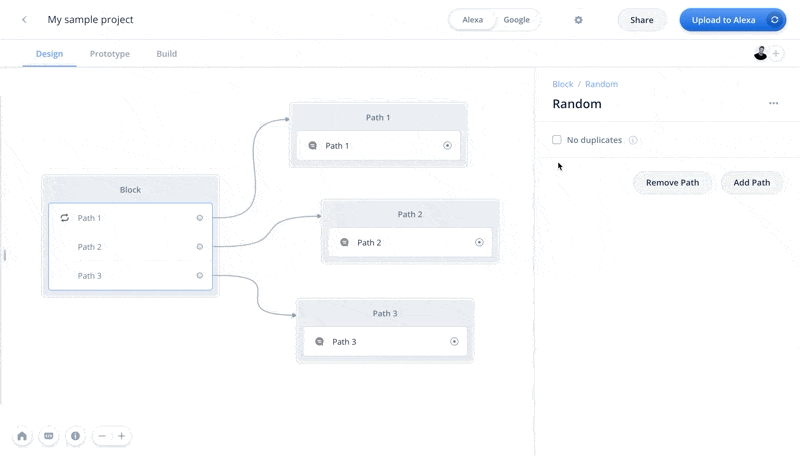 My sample project
Alexa
Google
Share
Upload to Alexa
Design
Prototype
Build
Block / Random
Random
No duplicates
Remove Path
Add Path
Block
Path 1
Path 2
Path 3
Path 1
Path 1
Path 2
Path 2
Path 3
Path 3